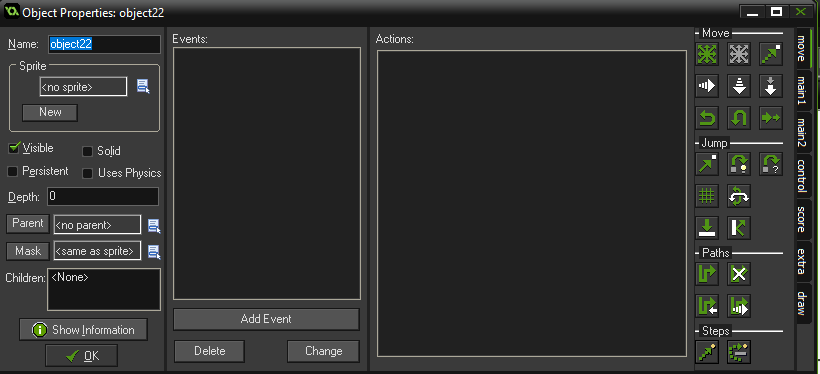 Object Properties: object22
Name: object22
Sprite
<no sprite>
New
Visible
Solid
Persistent
Uses Physics
Depth: 0
Parent <no parent>
Mask <same as sprite>
Children: <None>
Show Information
OK
Events:
Add Event
Delete
Change
Actions:
Move
Jump
Paths
Steps
move
main1
main2
control
score
extra
draw